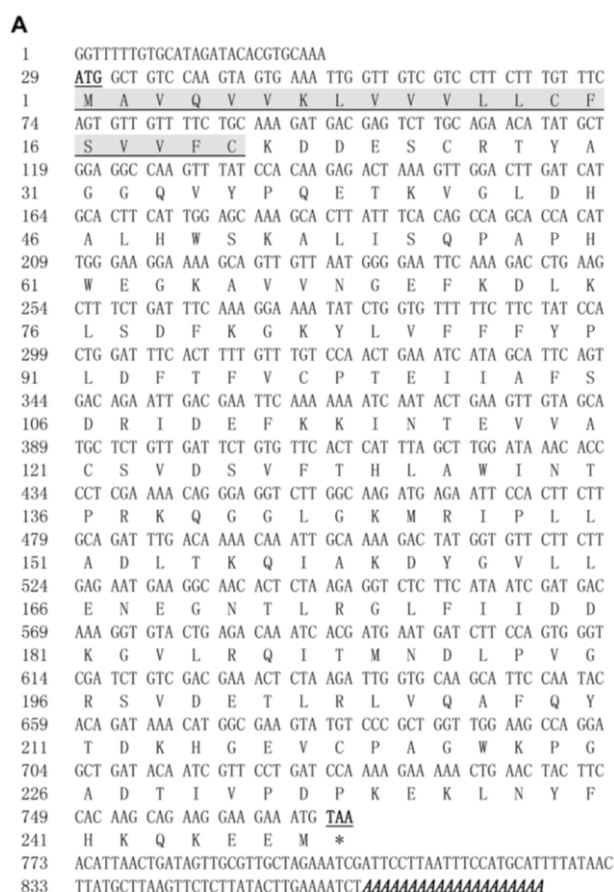 A
1 GGTTTTTGTGCATAGATACACGTGCAAA
29 ATG GCT GTC CAA GTA GTG AAA TTG GTT GTC GTC CTT CTT TGT TTC
1 M A V Q V V K L V V V L L C F
74 AGT GTT GTT TTC TGC AAA GAT GAC GAG TCT TGC AGA ACA TAT GCT
16 S V V F C K D D E S C R T Y A
119 GGA GGC CAA GTT TAT CCA CAA GAG ACT AAA GTT GGA CTT GAT CAT
31 G G Q V Y P Q E T K V G L D H
164 GCA CTT CAT TGG AGC AAA GCA CTT ATT TCA CAG CCA GCA CCA CAT
46 A L H W S K A L I S Q P A P H
209 TGG GAA GGA AAA GCA GTT GTT AAT GGG GAA TTC AAA GAC CTG AAG
61 W E G K A V V N G E F K D L K
254 CTT TCT GAT TTC AAA GGA AAA TAT CTG GTG TTT TTC TTC TAT CCA
76 L S D F K G K Y L V F F F Y P
299 CTG GAT TTC ACT TTT GTT TGT CCA ACT GAA ATC ATA GCA TTC AGT
91 L D F T F V C P T E I I A F S
344 GAC AGA ATT GAC GAA TTC AAA AAA ATC AAT ACT GAA GTT GTA GCA
106 D R I D E F K K I N T E V V A
389 TGC TCT GTT GAT TCT GTG TTC ACT CAT TTA GCT TGG ATA AAC ACC
121 C S V D S V F T H L A W I N T
434 CCT CGA AAA CAG GGA GGT CTT GGC AAG ATG AGA ATT CCA CTT CTT
136 P R K Q G G L G K M R I P L L
479 GCA GAT TTG ACA AAA CAA ATT GCA AAA GAC TAT GGT GTT CTT CTT
151 A D L T K Q I A K D Y G V L L
524 GAG AAT GAA GGC AAC ACT CTA AGA GGT CTC TTC ATA ATC GAT GAC
166 E N E G N T L R G L F I I D D
569 AAA GGT GTA CTG AGA CAA ATC ACG ATG AAT GAT CTT CCA GTG GGT
181 K G V L R Q I T M N D L P V G
614 CGA TCT GTC GAC GAA ACT CTA AGA TTG GTG CAA GCA TTC CAA TAC
196 R S V D E T L R L V Q A F Q Y
659 ACA GAT AAA CAT GGC GAA GTA TGT CCC GCT GGT TGG AAG CCA GGA
211 T D K H G E V C P A G W K P G
704 GCT GAT ACA ATC GTT CCT GAT CCA AAA GAA AAA CTG AAC TAC TTC
226 A D T I V P D P K E K L N Y F
749 CAC AAG CAG AAG GAA GAA ATG TAA
241 H K Q K E E M *
773 ACATTAACTGATAGTTGCGTTGCTAGAAATCGATTCCTTAATTTCCATGCATTTTATAAC
833 TTATGCTTAAGTTCTCTTATACTTGAAAATCTAAAAAAAAAAAAAAAAAAAA